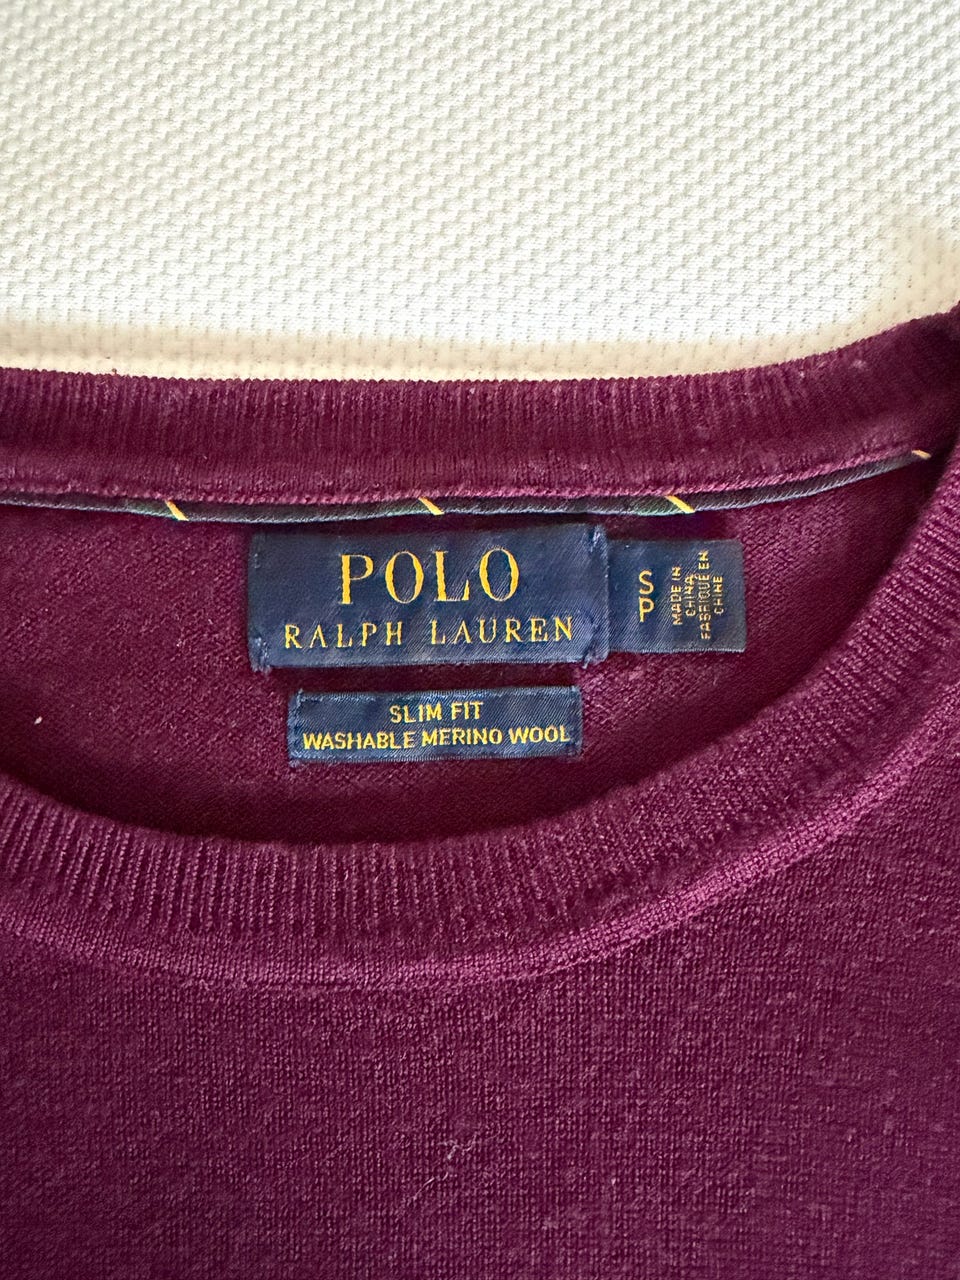 POLO
RALPH LAUREN
S
P
MADE IN
CHINA
FABRIQUÉ EN
CHINE
SLIM FIT
WASHABLE MERINO WOOL